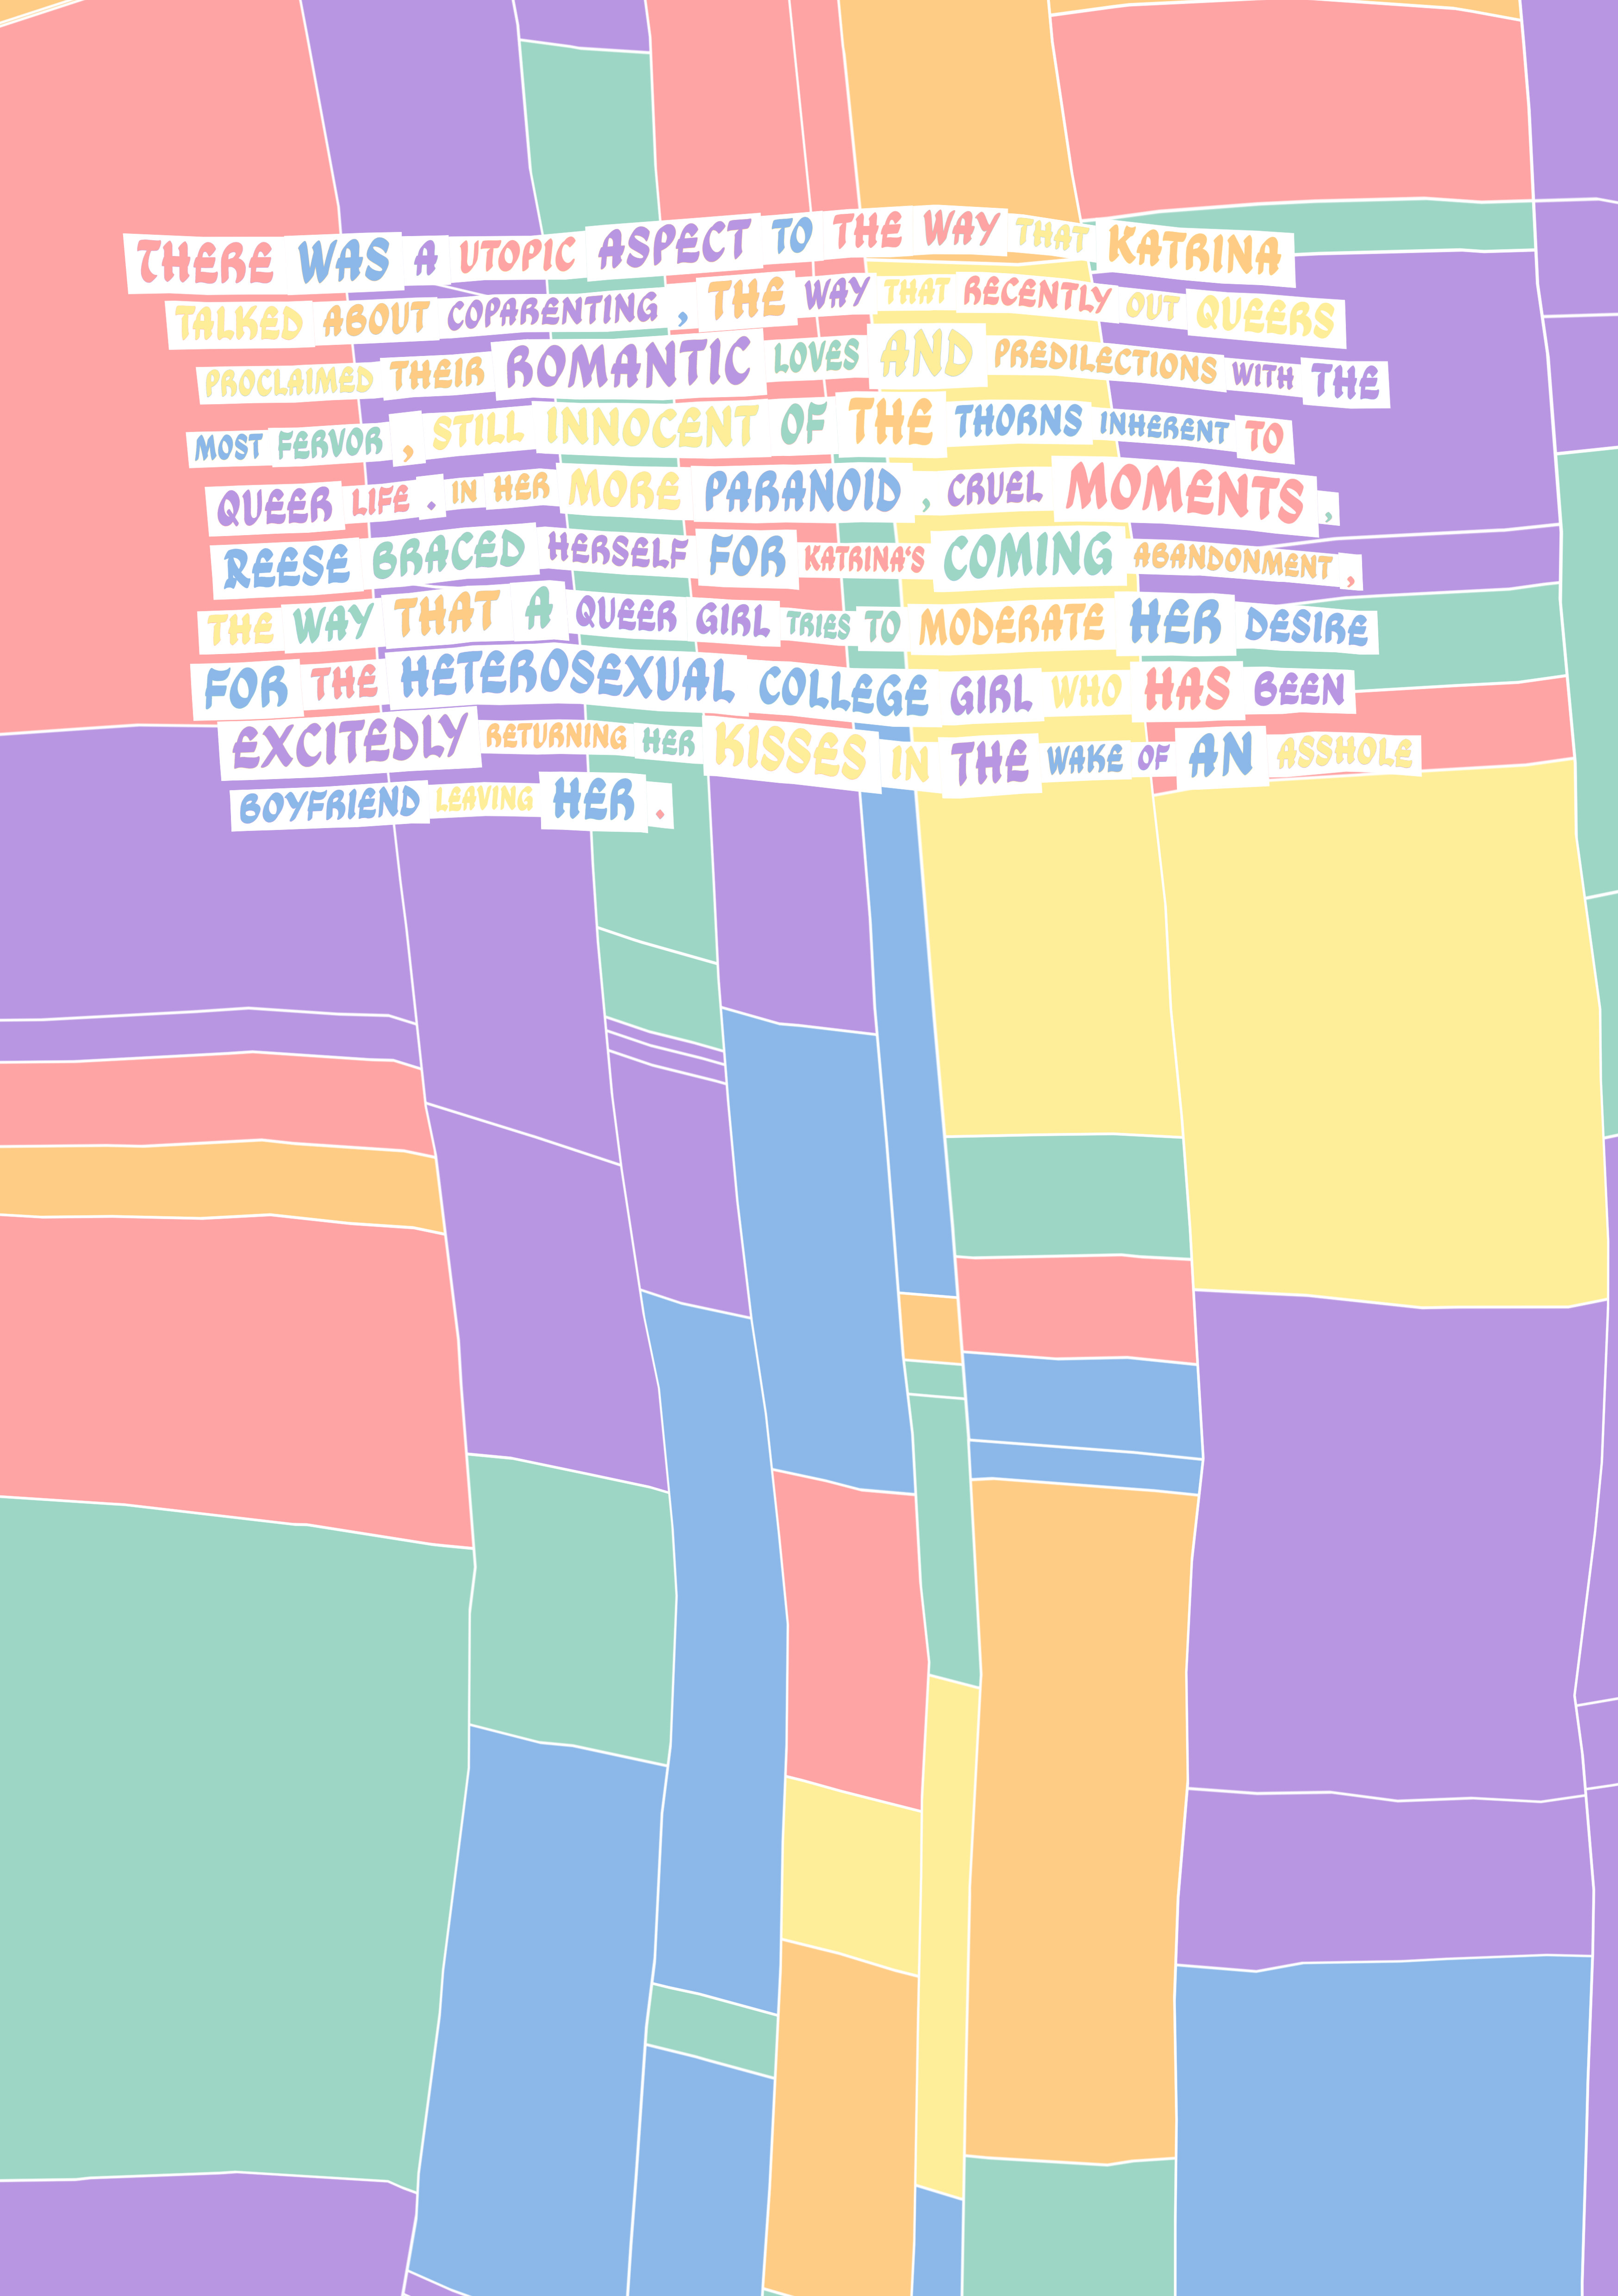 THERE WAS A UTOPIC ASPECT TO THE WAY THAT KATRINA
TALKED ABOUT COPARENTING , THE WAY THAT RECENTLY OUT QUEERS
PROCLAIMED THEIR ROMANTIC LOVES AND PREDILECTIONS WITH THE
MOST FERVOR , STILL INNOCENT OF THE THORNS INHERENT TO
QUEER LIFE . IN HER MORE PARANOID , CRUEL MOMENTS ,
REESE BRACED HERSELF FOR KATRINA'S COMING ABANDONMENT ,
THE WAY THAT A QUEER GIRL TRIES TO MODERATE HER DESIRE
FOR THE HETEROSEXUAL COLLEGE GIRL WHO HAS BEEN
EXCITEDLY RETURNING HER KISSES IN THE WAKE OF AN ASSHOLE
BOYFRIEND LEAVING HER .